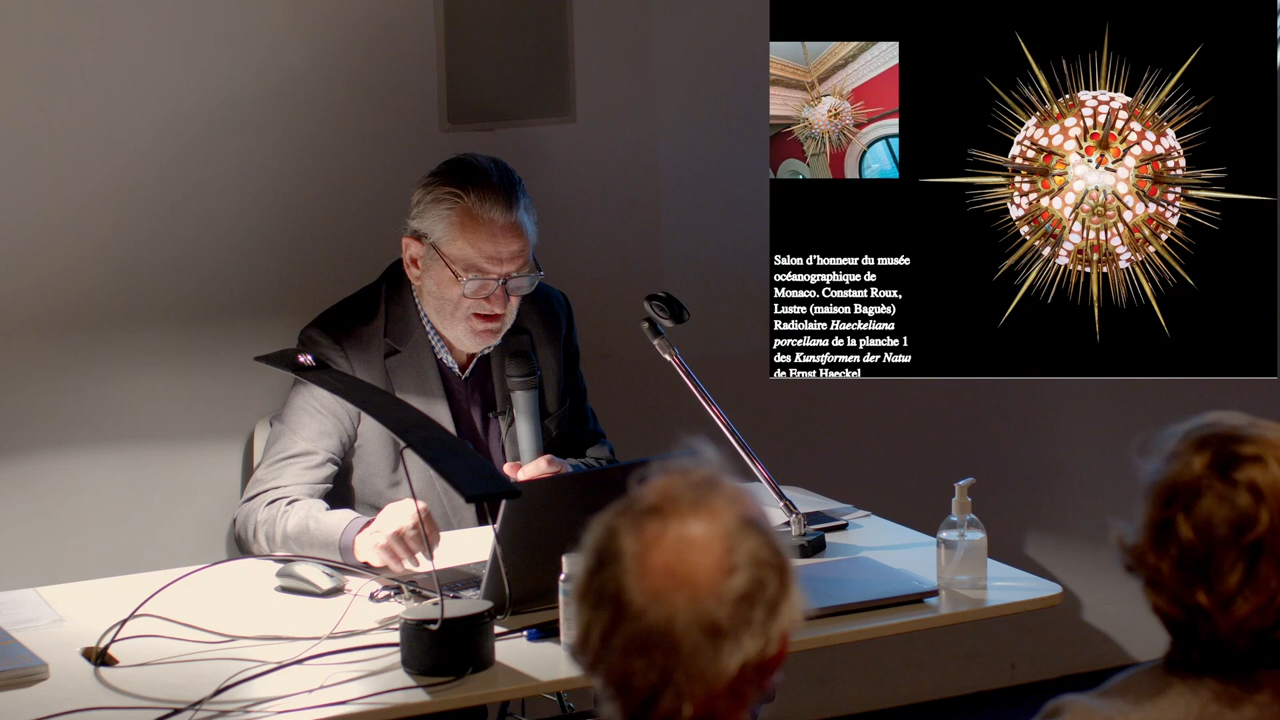 Salon d'honneur du musée
océanographique de
Monaco. Constant Roux,
Lustre (maison Baguès)
Radiolaire Haeckeliana
porcellana de la planche 1
des Kunstformen der Natur
de Ernst Haeckel